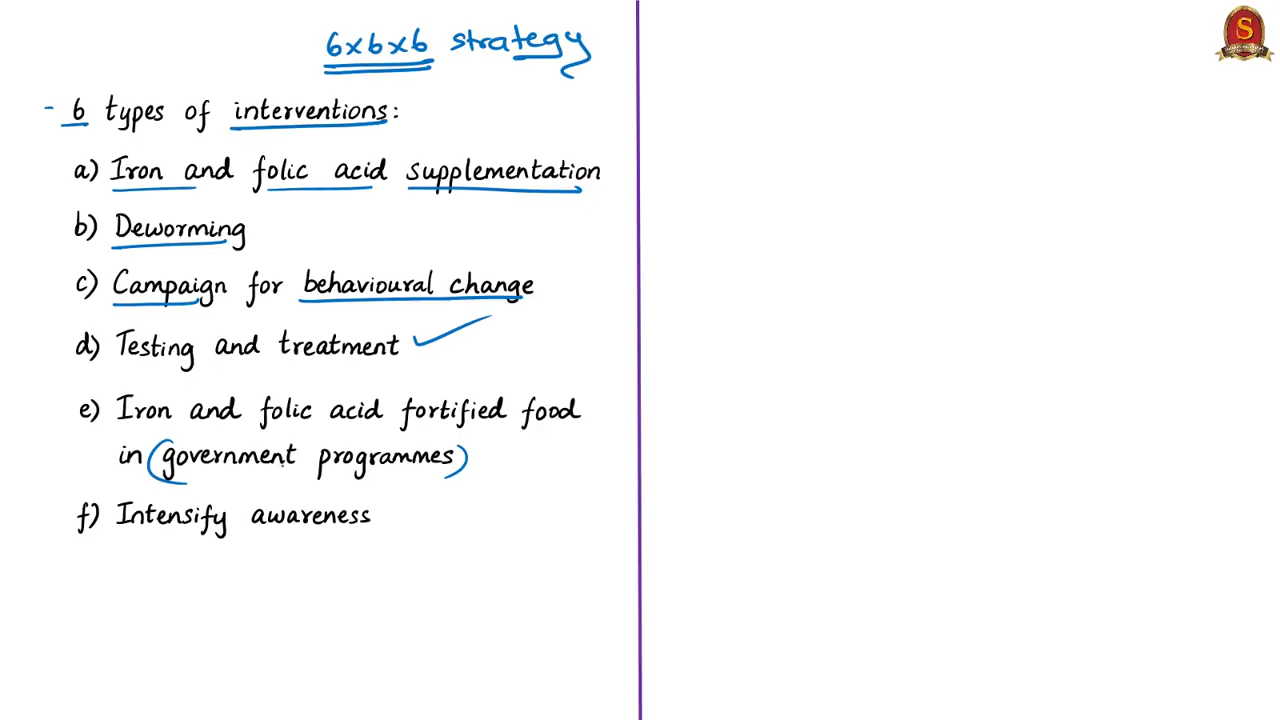 6x6x6 strategy
- 6 types of interventions:
a) Iron and folic acid supplementation
b) Deworming
c) Campaign for behavioural change
d) Testing and treatment
e) Iron and folic acid fortified food
in (government programmes)
f) Intensify awareness
S